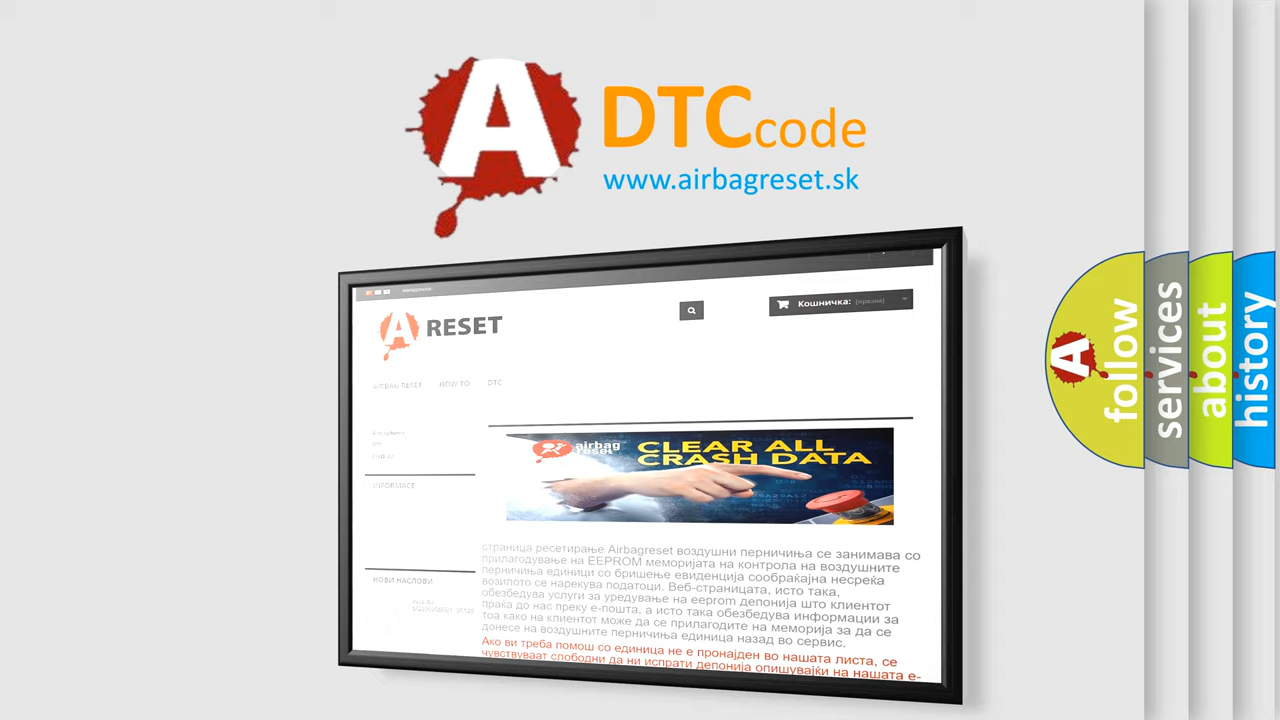 A DTC code
www.airbagreset.sk
A RESET
Кошничка: (празна)
AIRBAG RESET HOW TO DTC
INFORMACE
airbag reset
CLEAR ALL
CRASH DATA
НОВИ НАСЛОВИ
страница ресетирање Airbagreset воздушни перничиња се занимава со
прилагодување на EEPROM меморијата на контрола на воздушните
перничиња единици со бришење евиденција сообраќајна несреќа
возилото се нарекува податоци. Веб-страницата, исто така,
обезбедува услуги за уредување на eeprom депонија што клиентот
праќа до нас преку е-пошта, а исто така обезбедува информации за
тоа како на клиентот може да се прилагодите на меморија за да се
донесе на воздушните перничиња единица назад во сервис.
Ако ви треба помош со единица не е пронајден во нашата листа, се
чувствуваат слободни да ни испрати депонија опишувајќи на нашата е-
A follow
services
about
history